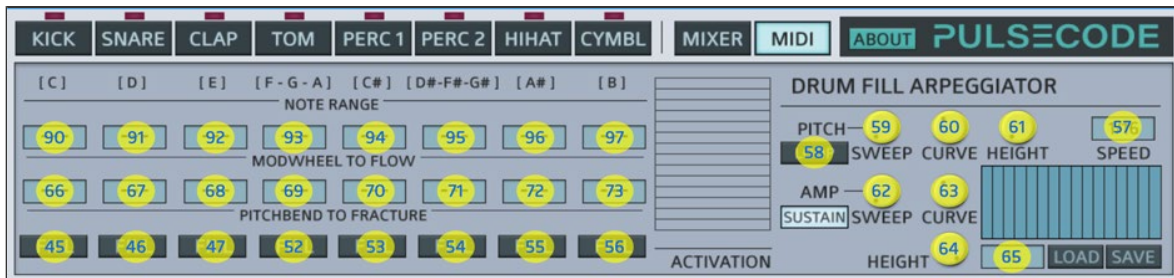 KICK SNARE CLAP TOM PERC 1 PERC 2 HIHAT CYMBL MIXER MIDI ABOUT PULSECODE
[ C ] [ D ] [ E ] [ F - G - A ] [ C# ] [ D#-F#-G# ] [ A# ] [ B ]
NOTE RANGE
90 91 92 93 94 95 96 97
MODWHEEL TO FLOW
66 67 68 69 70 71 72 73
PITCHBEND TO FRACTURE
45 46 47 52 53 54 55 56
ACTIVATION
DRUM FILL ARPEGGIATOR
PITCH 59 60 61 57
58 SWEEP CURVE HEIGHT SPEED
AMP 62 63
SUSTAIN SWEEP CURVE
HEIGHT 64 65 LOAD SAVE